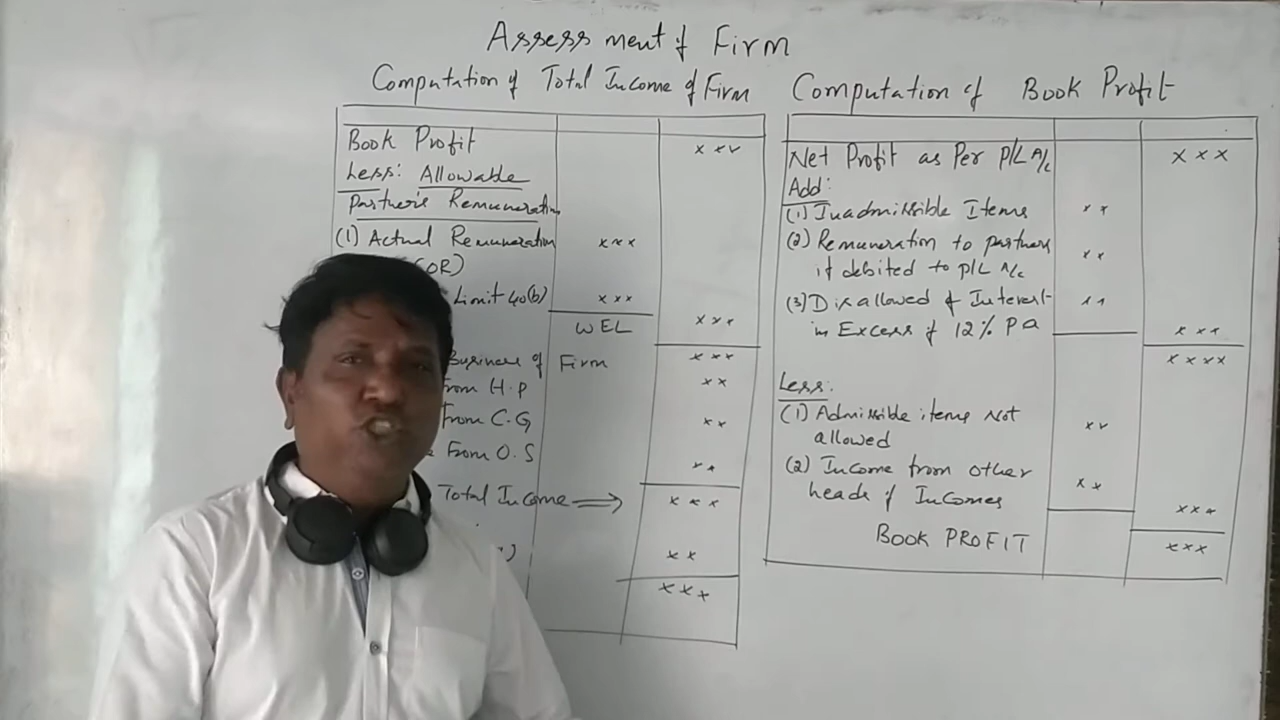 Assessment of Firm
Computation of Total Income of Firm
Book Profit xxx
Less: Allowable
Partner's Remuneration
(1) Actual Remuneration xxx
(OR)
Limit 40(b) xxx
WEL xxx
Business of Firm xxx
From H.P xx
From C.G xx
From O.S xx
Total Income ⇒ xxx
xx
xxx
Computation of Book Profit
Net Profit as Per P/L A/c xxx
Add:
(1) Inadmissible Items xx
(2) Remuneration to partners
if debited to P/L A/c xx
(3) Disallowed of Interest xx
in Excess of 12% P a xxx
xxxx
Less:
(1) Admissible items Not
allowed xx
(2) Income from other
heads of Incomes xx
xxx
BOOK PROFIT xxx